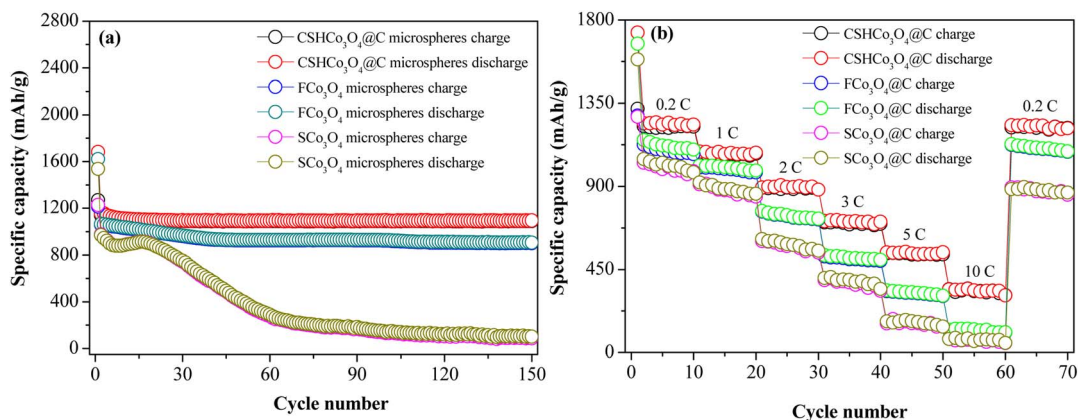 (a)
CSHCo₃O₄@C microspheres charge
CSHCo₃O₄@C microspheres discharge
FCo₃O₄ microspheres charge
FCo₃O₄ microspheres discharge
SCo₃O₄ microspheres charge
SCo₃O₄ microspheres discharge
Specific capacity (mAh/g)
2800
2400
2000
1600
1200
800
400
0
0
30
60
90
120
150
Cycle number
(b)
CSHCo₃O₄@C charge
CSHCo₃O₄@C discharge
FCo₃O₄@C charge
FCo₃O₄@C discharge
SCo₃O₄@C charge
SCo₃O₄@C discharge
0.2 C
1 C
2 C
3 C
5 C
10 C
0.2 C
Specific capacity (mAh/g)
1800
1350
900
450
0
0
10
20
30
40
50
60
70
Cycle number